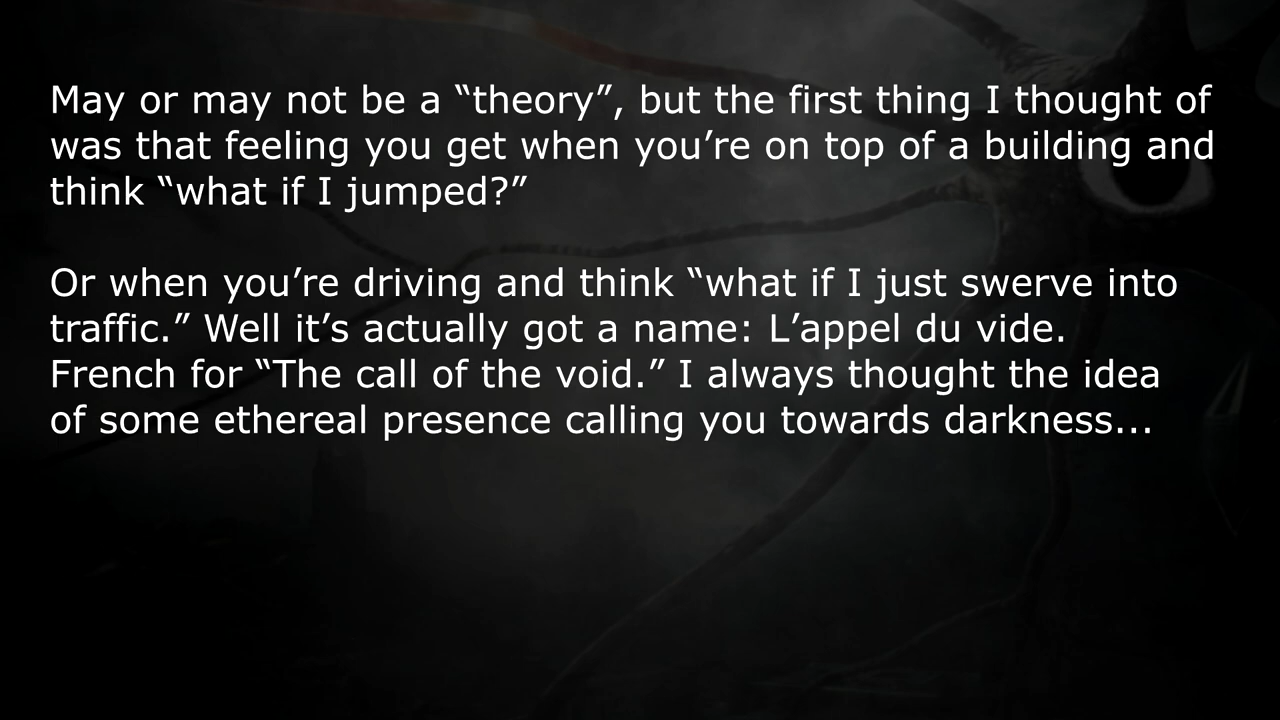 May or may not be a “theory”, but the first thing I thought of
was that feeling you get when you’re on top of a building and
think “what if I jumped?”
Or when you’re driving and think “what if I just swerve into
traffic.” Well it’s actually got a name: L’appel du vide.
French for “The call of the void.” I always thought the idea
of some ethereal presence calling you towards darkness...